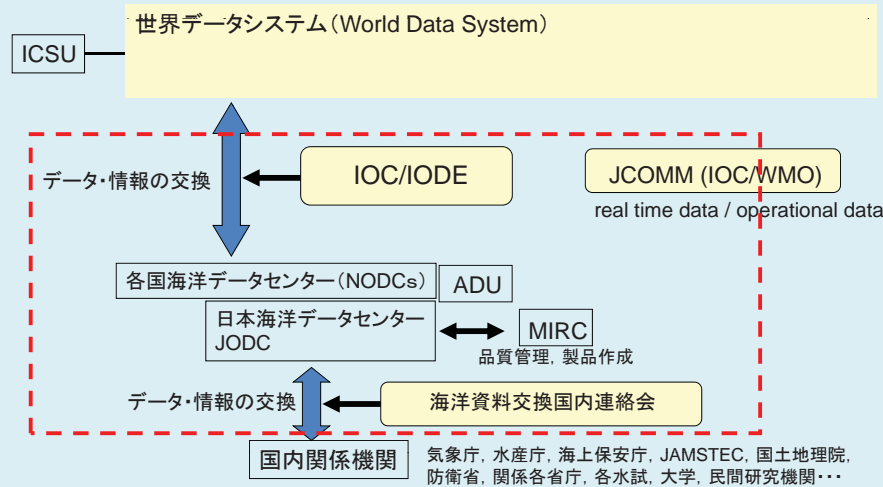 世界データシステム(World Data System)
ICSU
データ・情報の交換
IOC/IODE
JCOMM (IOC/WMO)
real time data / operational data
各国海洋データセンター(NODCs)
ADU
日本海洋データセンター
JODC
MIRC
品質管理, 製品作成
データ・情報の交換
海洋資料交換国内連絡会
国内関係機関
気象庁, 水産庁, 海上保安庁, JAMSTEC, 国土地理院,
防衛省, 関係各省庁, 各水試, 大学, 民間研究機関･･･